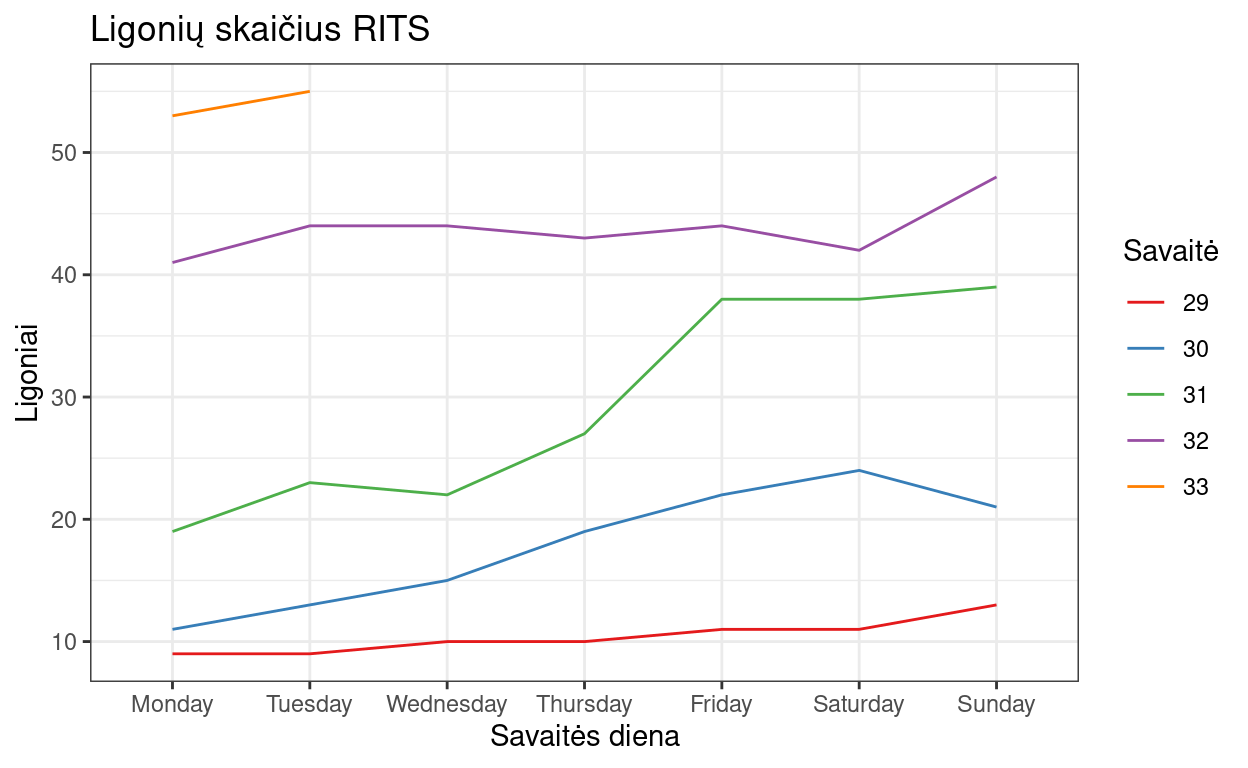 Ligonių skaičius RITS
50
40
30
20
10
Ligoniai
Monday Tuesday Wednesday Thursday Friday Saturday Sunday
Savaitės diena
Savaitė
29
30
31
32
33